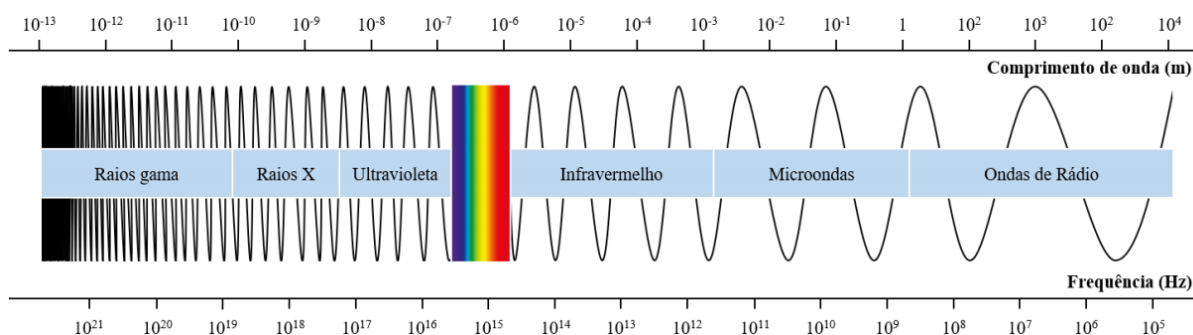 10⁻¹³ 10⁻¹² 10⁻¹¹ 10⁻¹⁰ 10⁻⁹ 10⁻⁸ 10⁻⁷ 10⁻⁶ 10⁻⁵ 10⁻⁴ 10⁻³ 10⁻² 10⁻¹ 1 10² 10³ 10² 10⁴
Comprimento de onda (m)
Raios gama Raios X Ultravioleta Infravermelho Microondas Ondas de Rádio
Frequência (Hz)
10²¹ 10²⁰ 10¹⁹ 10¹⁸ 10¹⁷ 10¹⁶ 10¹⁵ 10¹⁴ 10¹³ 10¹² 10¹¹ 10¹⁰ 10⁹ 10⁸ 10⁷ 10⁶ 10⁵